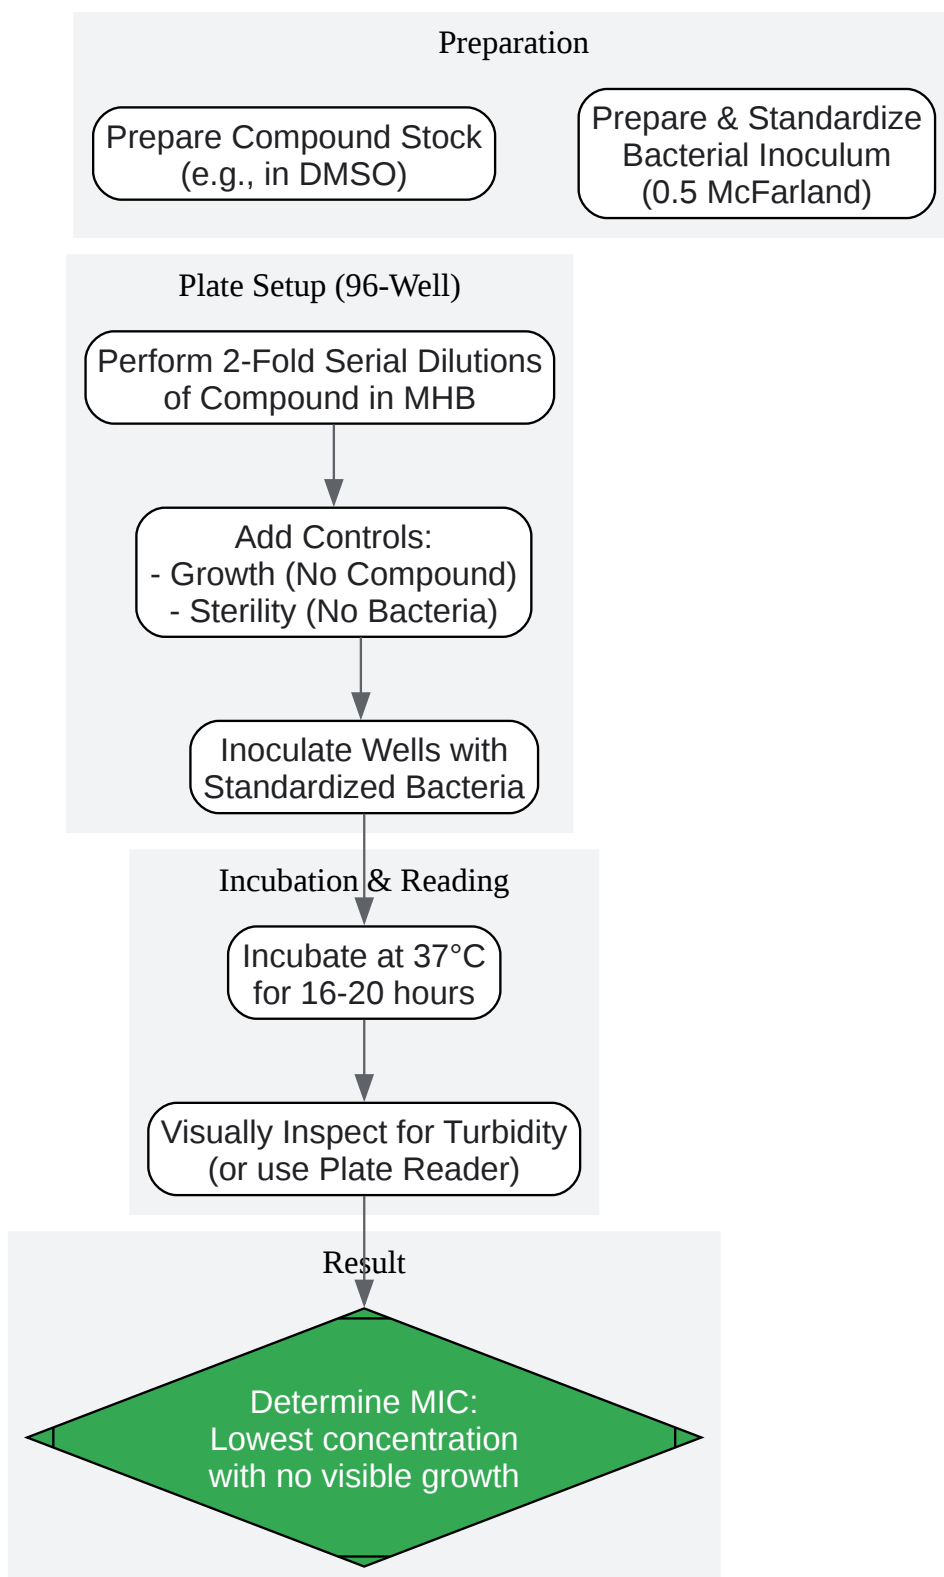 Preparation
Prepare Compound Stock
(e.g., in DMSO)
Prepare & Standardize
Bacterial Inoculum
(0.5 McFarland)
Plate Setup (96-Well)
Perform 2-Fold Serial Dilutions
of Compound in MHB
Add Controls:
- Growth (No Compound)
- Sterility (No Bacteria)
Inoculate Wells with
Standardized Bacteria
Incubation & Reading
Incubate at 37°C
for 16-20 hours
Visually Inspect for Turbidity
(or use Plate Reader)
Result
Determine MIC:
Lowest concentration
with no visible growth